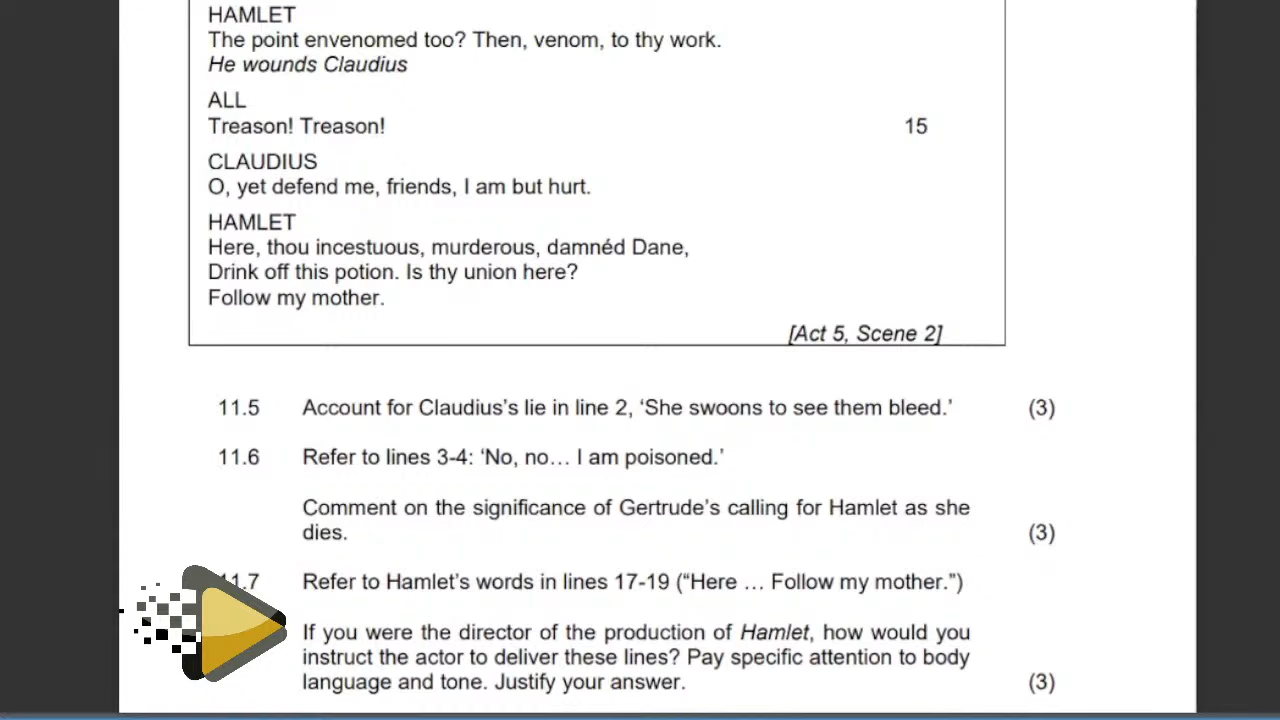 HAMLET
The point envenomed too? Then, venom, to thy work.
He wounds Claudius
ALL
Treason! Treason! 15
CLAUDIUS
O, yet defend me, friends, I am but hurt.
HAMLET
Here, thou incestuous, murderous, damnéd Dane,
Drink off this potion. Is thy union here?
Follow my mother.
[Act 5, Scene 2]
11.5 Account for Claudius’s lie in line 2, ‘She swoons to see them bleed.’ (3)
11.6 Refer to lines 3-4: ‘No, no… I am poisoned.’
Comment on the significance of Gertrude’s calling for Hamlet as she
dies. (3)
11.7 Refer to Hamlet’s words in lines 17-19 (“Here … Follow my mother.”)
If you were the director of the production of Hamlet, how would you
instruct the actor to deliver these lines? Pay specific attention to body
language and tone. Justify your answer. (3)